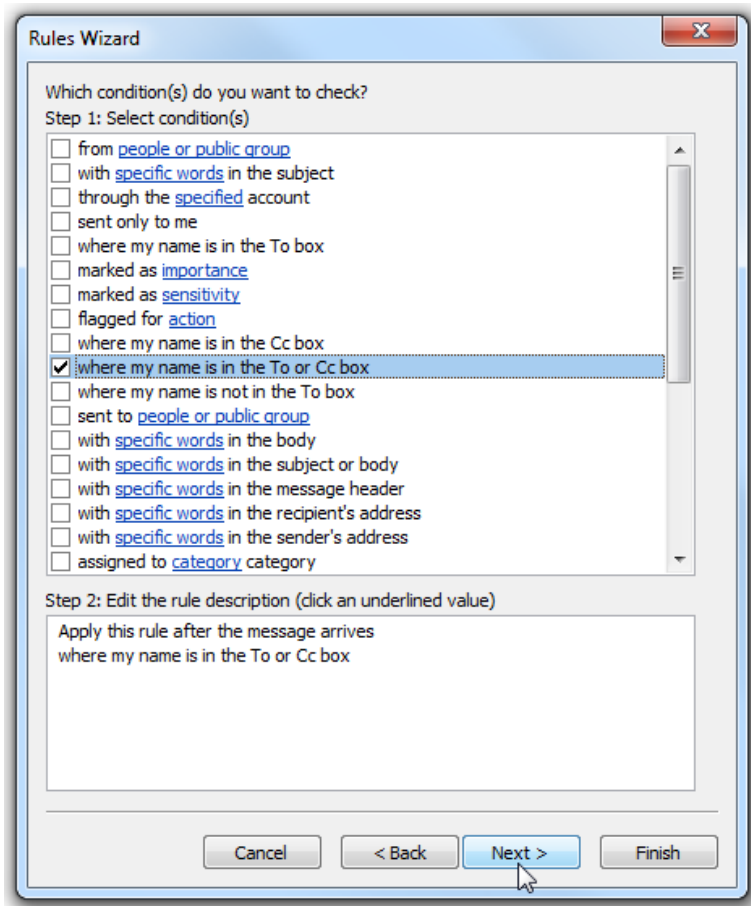 Rules Wizard
Which condition(s) do you want to check?
Step 1: Select condition(s)
from people or public group
with specific words in the subject
through the specified account
sent only to me
where my name is in the To box
marked as importance
marked as sensitivity
flagged for action
where my name is in the Cc box
where my name is in the To or Cc box
where my name is not in the To box
sent to people or public group
with specific words in the body
with specific words in the subject or body
with specific words in the message header
with specific words in the recipient's address
with specific words in the sender's address
assigned to category category
Step 2: Edit the rule description (click an underlined value)
Apply this rule after the message arrives
where my name is in the To or Cc box
Cancel < Back Next > Finish